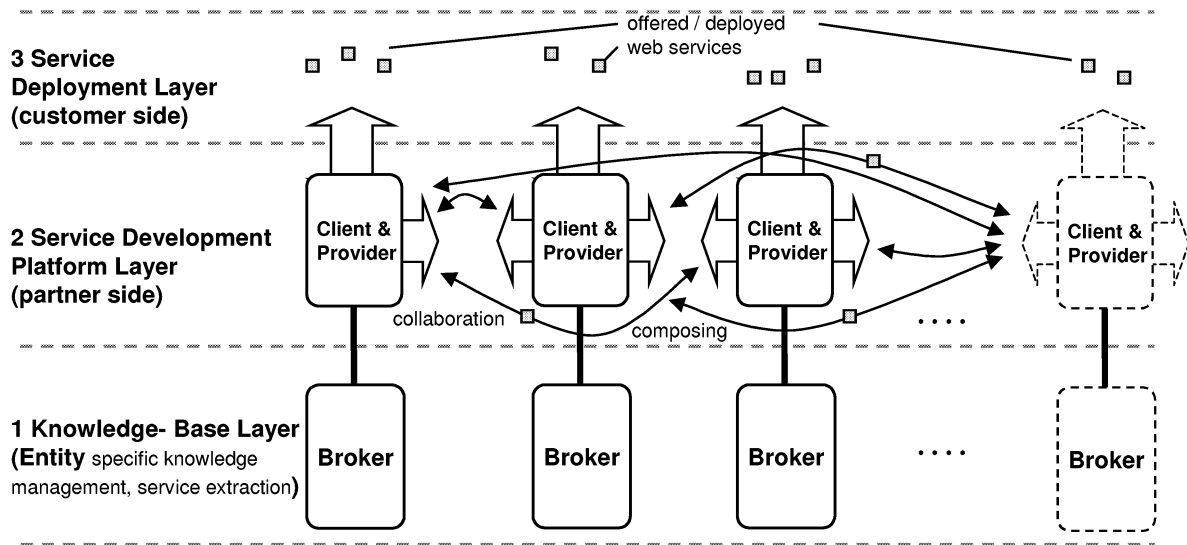 offered / deployed
web services
3 Service
Deployment Layer
(customer side)
2 Service Development
Platform Layer
(partner side)
Client &
Provider
Client &
Provider
Client &
Provider
Client &
Provider
collaboration
composing
. . . .
1 Knowledge- Base Layer
(Entity specific knowledge
management, service extraction)
Broker
Broker
Broker
. . . .
Broker